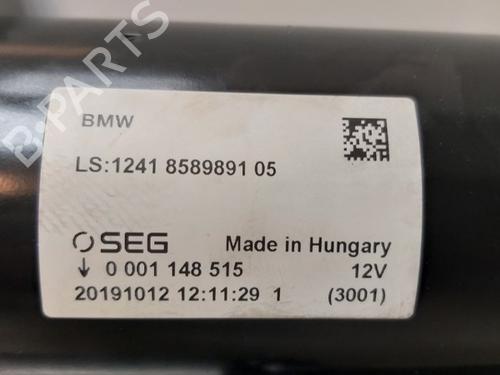 B-PARTS
BMW
LS:1241 8589891 05
SEG Made in Hungary
0 001 148 515 12V
20191012 12:11:29 1 (3001)